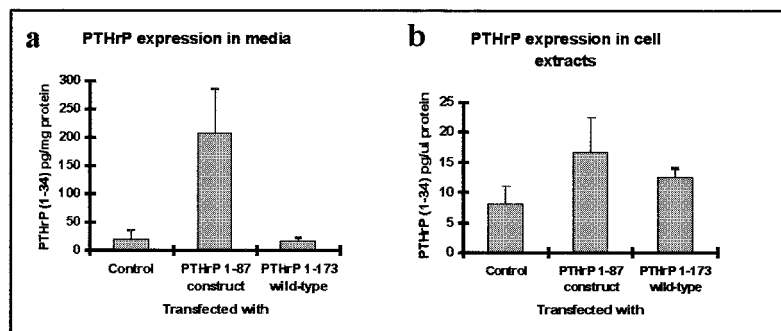 a
PTHrP expression in media
PTHrP (1-34) pg/mg protein
300
250
200
150
100
50
0
Control
PTHrP 1-87
construct
PTHrP 1-173
wild-type
Transfected with
b
PTHrP expression in cell
extracts
PTHrP (1-34) pg/ul protein
25
20
15
10
5
0
Control
PTHrP 1-87
construct
PTHrP 1-173
wild-type
Transfected with